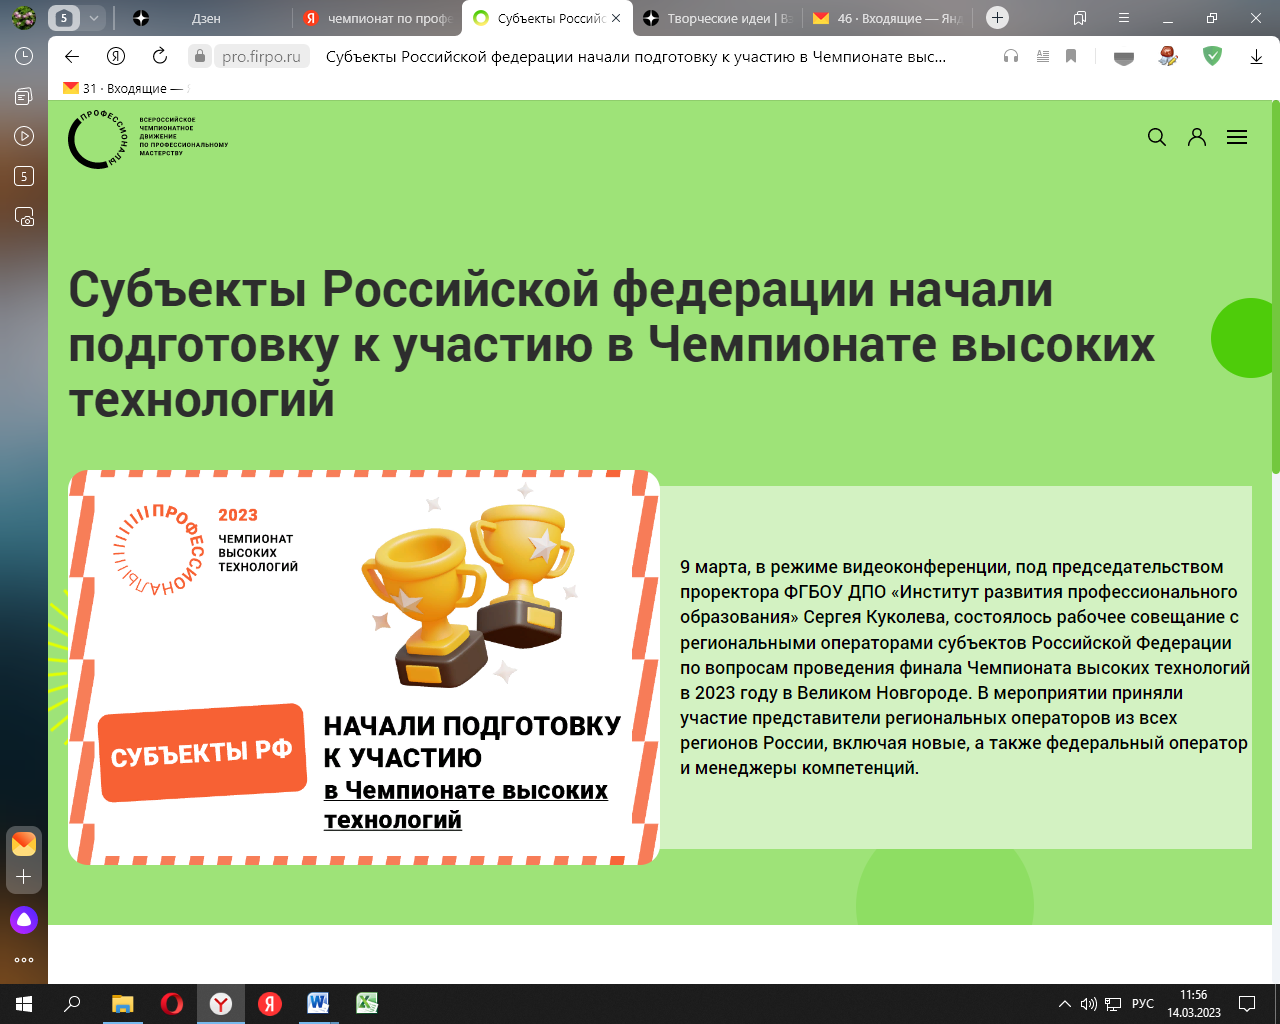 5
Дзен
чемпионат по профе
Субъекты Российс
Творческие идеи | Вз
46 · Входящие — Янд
pro.firpo.ru
Субъекты Российской федерации начали подготовку к участию в Чемпионате выс...
31 · Входящие —
5
ПРОФЕССИОНАЛЫ
ВСЕРОССИЙСКОЕ
ЧЕМПИОНАТНОЕ
ДВИЖЕНИЕ
ПО ПРОФЕССИОНАЛЬНОМУ
МАСТЕРСТВУ
Субъекты Российской федерации начали
подготовку к участию в Чемпионате высоких
технологий
ПРОФЕССИОНАЛЫ
2023
ЧЕМПИОНАТ
ВЫСОКИХ
ТЕХНОЛОГИЙ
СУБЪЕКТЫ РФ
НАЧАЛИ ПОДГОТОВКУ
К УЧАСТИЮ
в Чемпионате высоких
технологий
9 марта, в режиме видеоконференции, под председательством
проректора ФГБОУ ДПО «Институт развития профессионального
образования» Сергея Куколева, состоялось рабочее совещание с
региональными операторами субъектов Российской Федерации
по вопросам проведения финала Чемпионата высоких технологий
в 2023 году в Великом Новгороде. В мероприятии приняли
участие представители региональных операторов из всех
регионов России, включая новые, а также федеральный оператор
и менеджеры компетенций.
РУС
11:56
14.03.2023